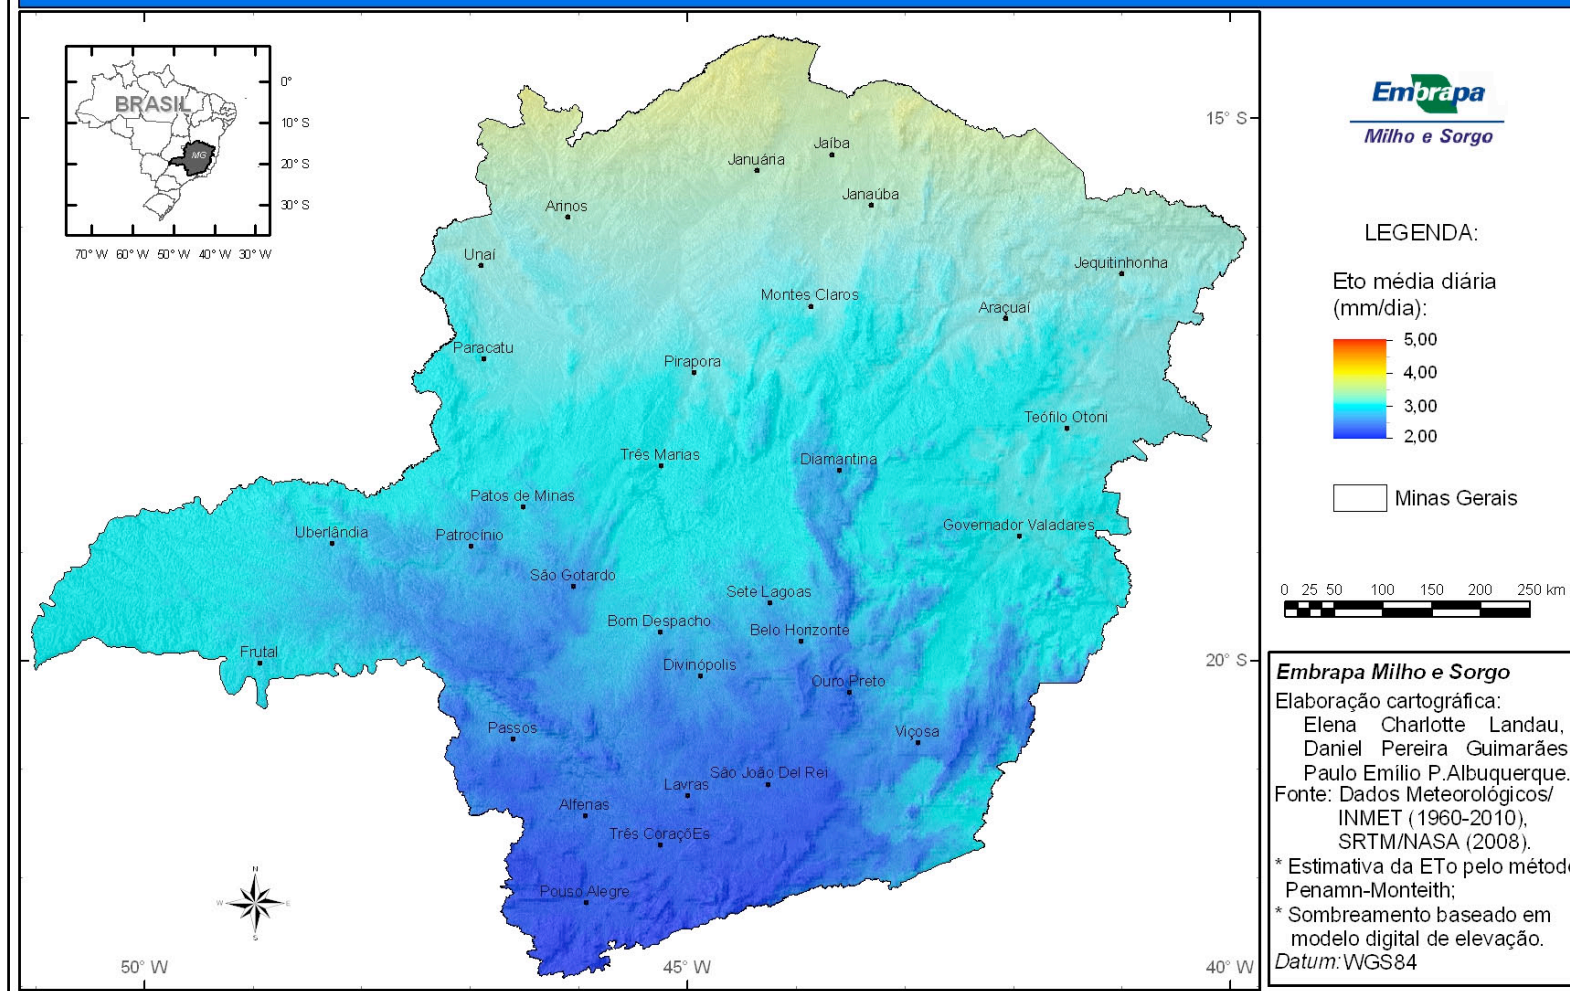 BRASIL
MG
0°
10° S
20° S
30° S
70° W 60° W 50° W 40° W 30° W
15° S
20° S
50° W
45° W
40° W
Jaíba
Januária
Janaúba
Arinos
Unaí
Jequitinhonha
Montes Claros
Araçuaí
Paracatu
Pirapora
Teófilo Otoni
Três Marias
Diamantina
Patos de Minas
Uberlândia
Patrocínio
Governador Valadares
São Gotardo
Sete Lagoas
Bom Despacho
Belo Horizonte
Frutal
Divinópolis
Ouro Preto
Passos
Viçosa
São João Del Rei
Lavras
Alfenas
Três CoraçõEs
Pouso Alegre
N
W
E
S
Embrapa
Milho e Sorgo
LEGENDA:
Eto média diária
(mm/dia):
5,00
4,00
3,00
2,00
Minas Gerais
0 25 50 100 150 200 250 km
Embrapa Milho e Sorgo
Elaboração cartográfica:
Elena Charlotte Landau,
Daniel Pereira Guimarães
Paulo Emílio P.Albuquerque.
Fonte: Dados Meteorológicos/
INMET (1960-2010),
SRTM/NASA (2008).
* Estimativa da ETo pelo método
Penamn-Monteith;
* Sombreamento baseado em
modelo digital de elevação.
Datum:WGS84